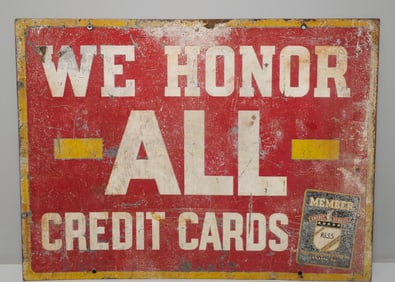 WE HONOR
ALL
CREDIT CARDS
MEMBER